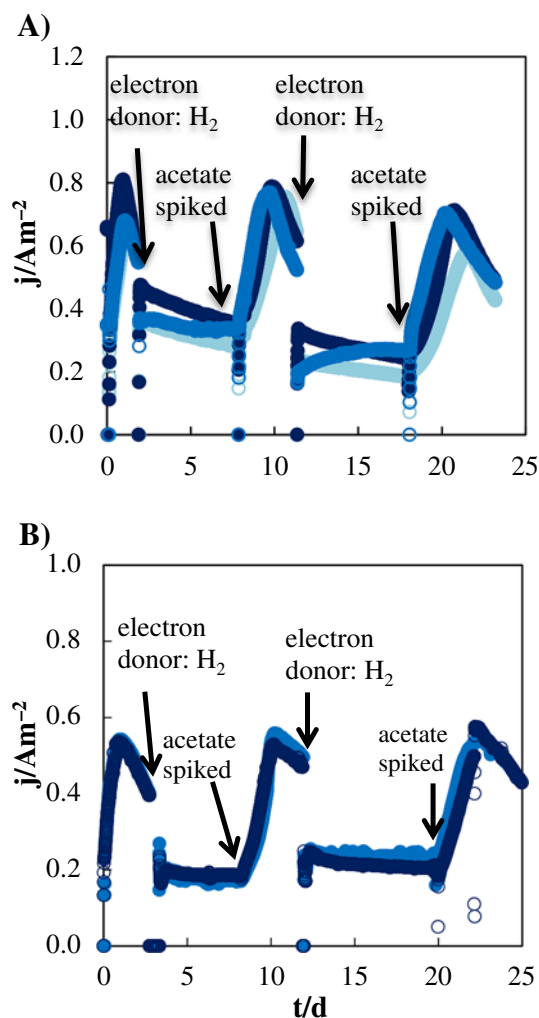 A)
1.2
electron
donor: H₂
electron
donor: H₂
1.0
acetate
spiked
acetate
spiked
0.8
0.6
0.4
0.2
0.0
j/Am⁻²
0 5 10 15 20 25
B)
1.0
electron
donor: H₂
electron
donor: H₂
0.8
acetate
spiked
acetate
spiked
0.6
0.4
0.2
0.0
j/Am⁻²
0 5 10 15 20 25
t/d